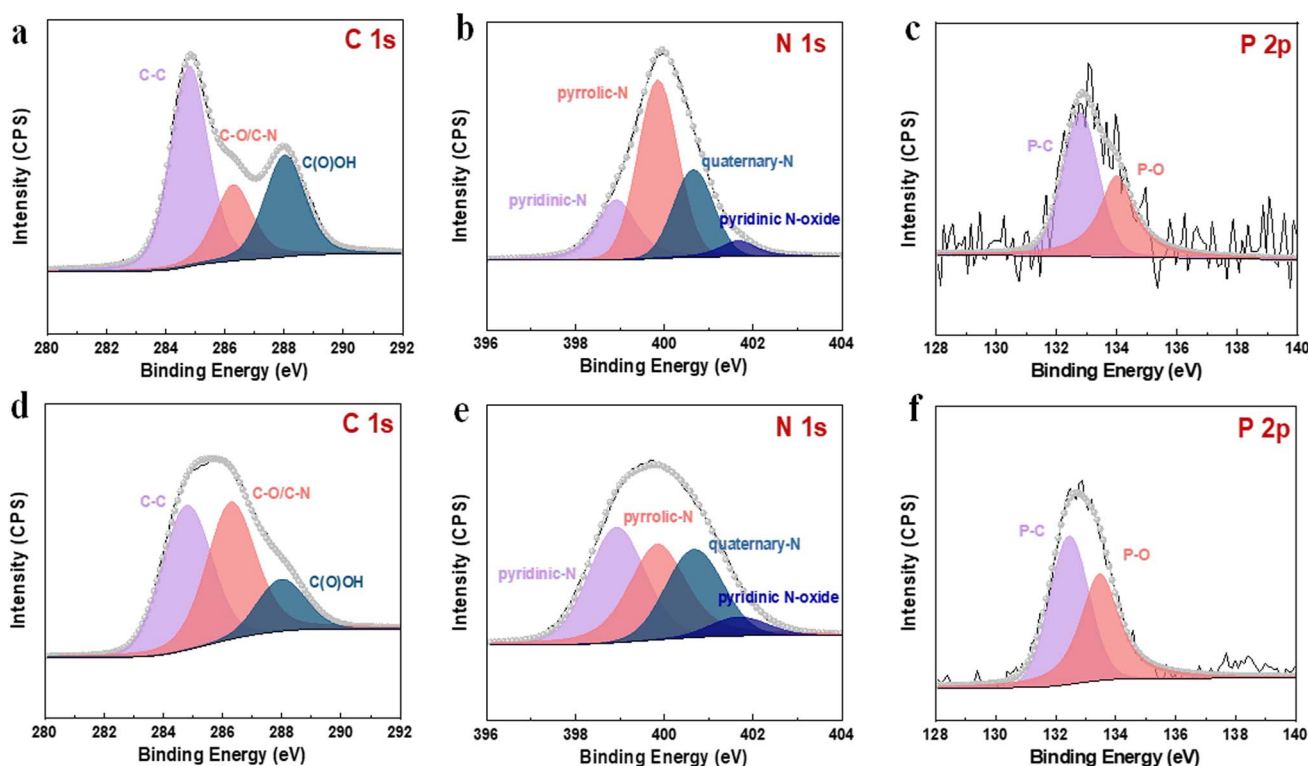 a
C 1s
C-C
C-O/C-N
C(O)OH
Intensity (CPS)
280 282 284 286 288 290 292
Binding Energy (eV)
b
N 1s
pyrrolic-N
quaternary-N
pyridinic-N
pyridinic N-oxide
Intensity (CPS)
396 398 400 402 404
Binding Energy (eV)
c
P 2p
P-C
P-O
Intensity (CPS)
128 130 132 134 136 138 140
Binding Energy (eV)
d
C 1s
C-C
C-O/C-N
C(O)OH
Intensity (CPS)
280 282 284 286 288 290 292
Binding Energy (eV)
e
N 1s
pyrrolic-N
quaternary-N
pyridinic-N
pyridinic N-oxide
Intensity (CPS)
396 398 400 402 404
Binding Energy (eV)
f
P 2p
P-C
P-O
Intensity (CPS)
128 130 132 134 136 138 140
Binding Energy (eV)